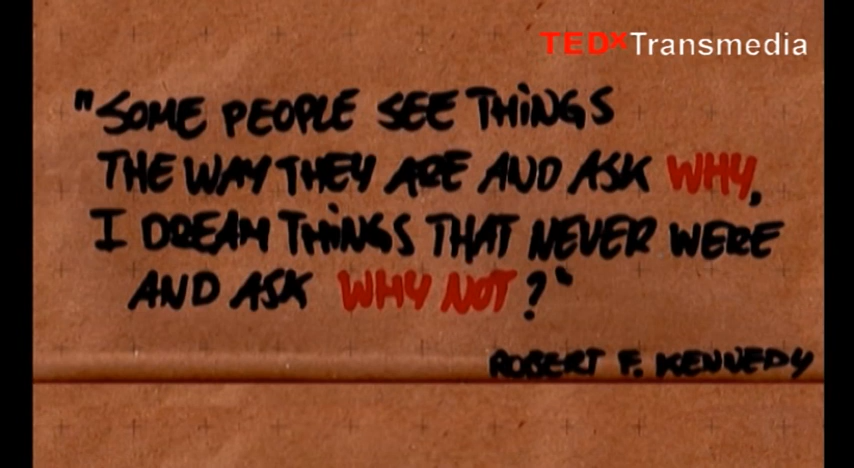 TEDxTransmedia
"SOME PEOPLE SEE THiNGS
THE WAY THEY ARE AND ASK WHY,
I DREAM THiNGS THAT NEVER WERE
AND ASK WHY NOT?"
ROBERT F. KENNEDY